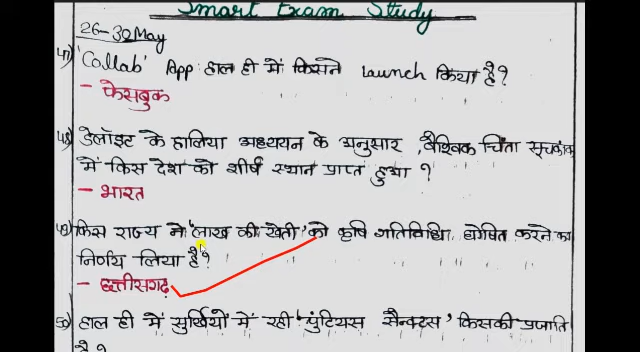 Smart Exam Study
26-30 May
47) 'Collab' App हाल ही में किसने Launch किया है?
- फेसबुक
48) डेलॉइट के हालिया अध्ययन के अनुसार, वैश्विक चिंता सूचकांक
में किस देश को शीर्ष स्थान प्राप्त हुआ?
- भारत
49) किस राज्य ने 'लाख की खेती' को कृषि गतिविधि घोषित करने का
निर्णय लिया है?
- छत्तीसगढ़
50) हाल ही में सुर्खियों में रही 'पुंटियस सैन्क्टस' किसकी प्रजाति
है?